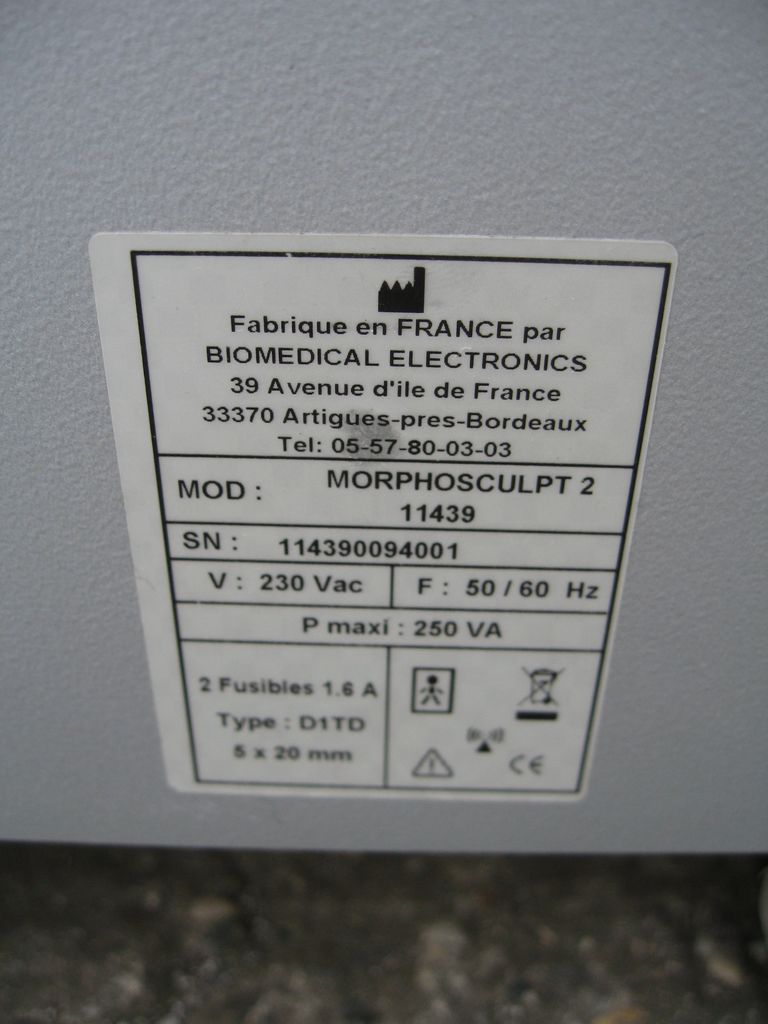 Fabrique en FRANCE par
BIOMEDICAL ELECTRONICS
39 Avenue d'ile de France
33370 Artigues-pres-Bordeaux
Tel: 05-57-80-03-03
MOD : MORPHOSCULPT 2
11439
SN : 114390094001
V : 230 Vac F : 50 / 60 Hz
P maxi : 250 VA
2 Fusibles 1.6 A
Type : D1TD
5 x 20 mm
CE